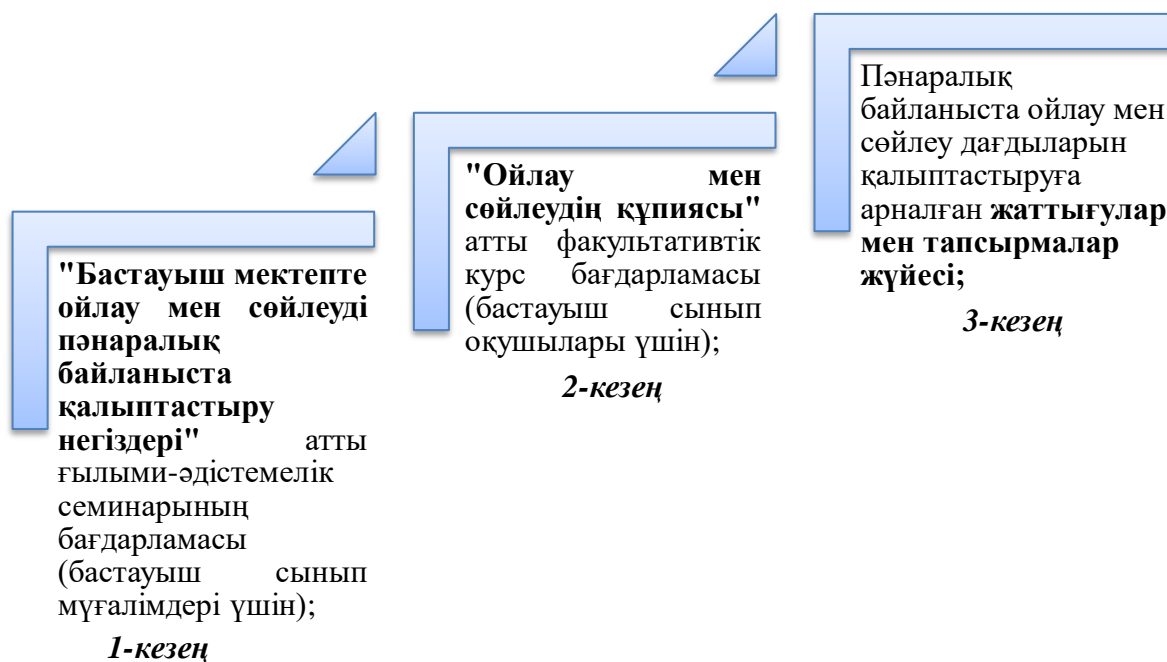 "Бастауыш мектепте
ойлау мен сөйлеуді
пәнаралық
байланыста
қалыптастыру
негіздері" атты
ғылыми-әдістемелік
семинарының
бағдарламасы
(бастауыш сынып
мұғалімдері үшін);
1-кезең
"Ойлау мен
сөйлеудің құпиясы"
атты факультативтік
курс бағдарламасы
(бастауыш сынып
оқушылары үшін);
2-кезең
Пәнаралық
байланыста ойлау мен
сөйлеу дағдыларын
қалыптастыруға
арналған жаттығулар
мен тапсырмалар
жүйесі;
3-кезең